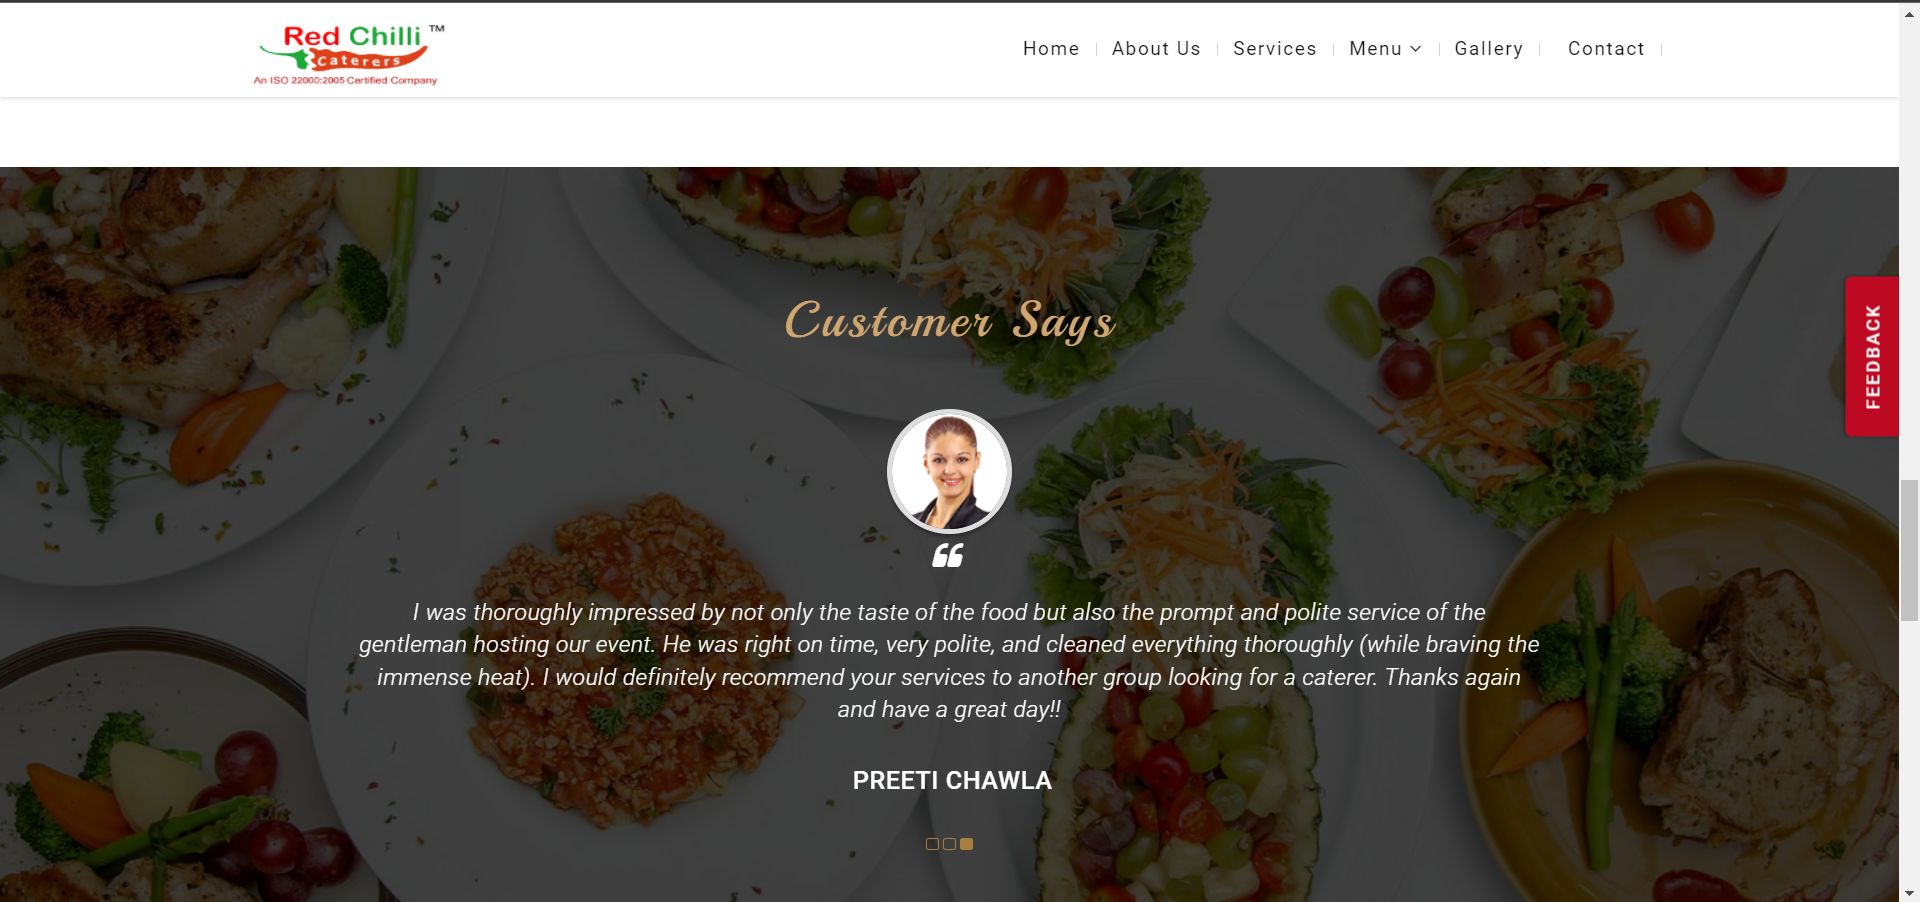 Red Chilli ™
Caterers
An ISO 22000:2005 Certified Company
Home
About Us
Services
Menu
Gallery
Contact
Customer Says
FEEDBACK
“
I was thoroughly impressed by not only the taste of the food but also the prompt and polite service of the
gentleman hosting our event. He was right on time, very polite, and cleaned everything thoroughly (while braving the
immense heat). I would definitely recommend your services to another group looking for a caterer. Thanks again
and have a great day!!
PREETI CHAWLA